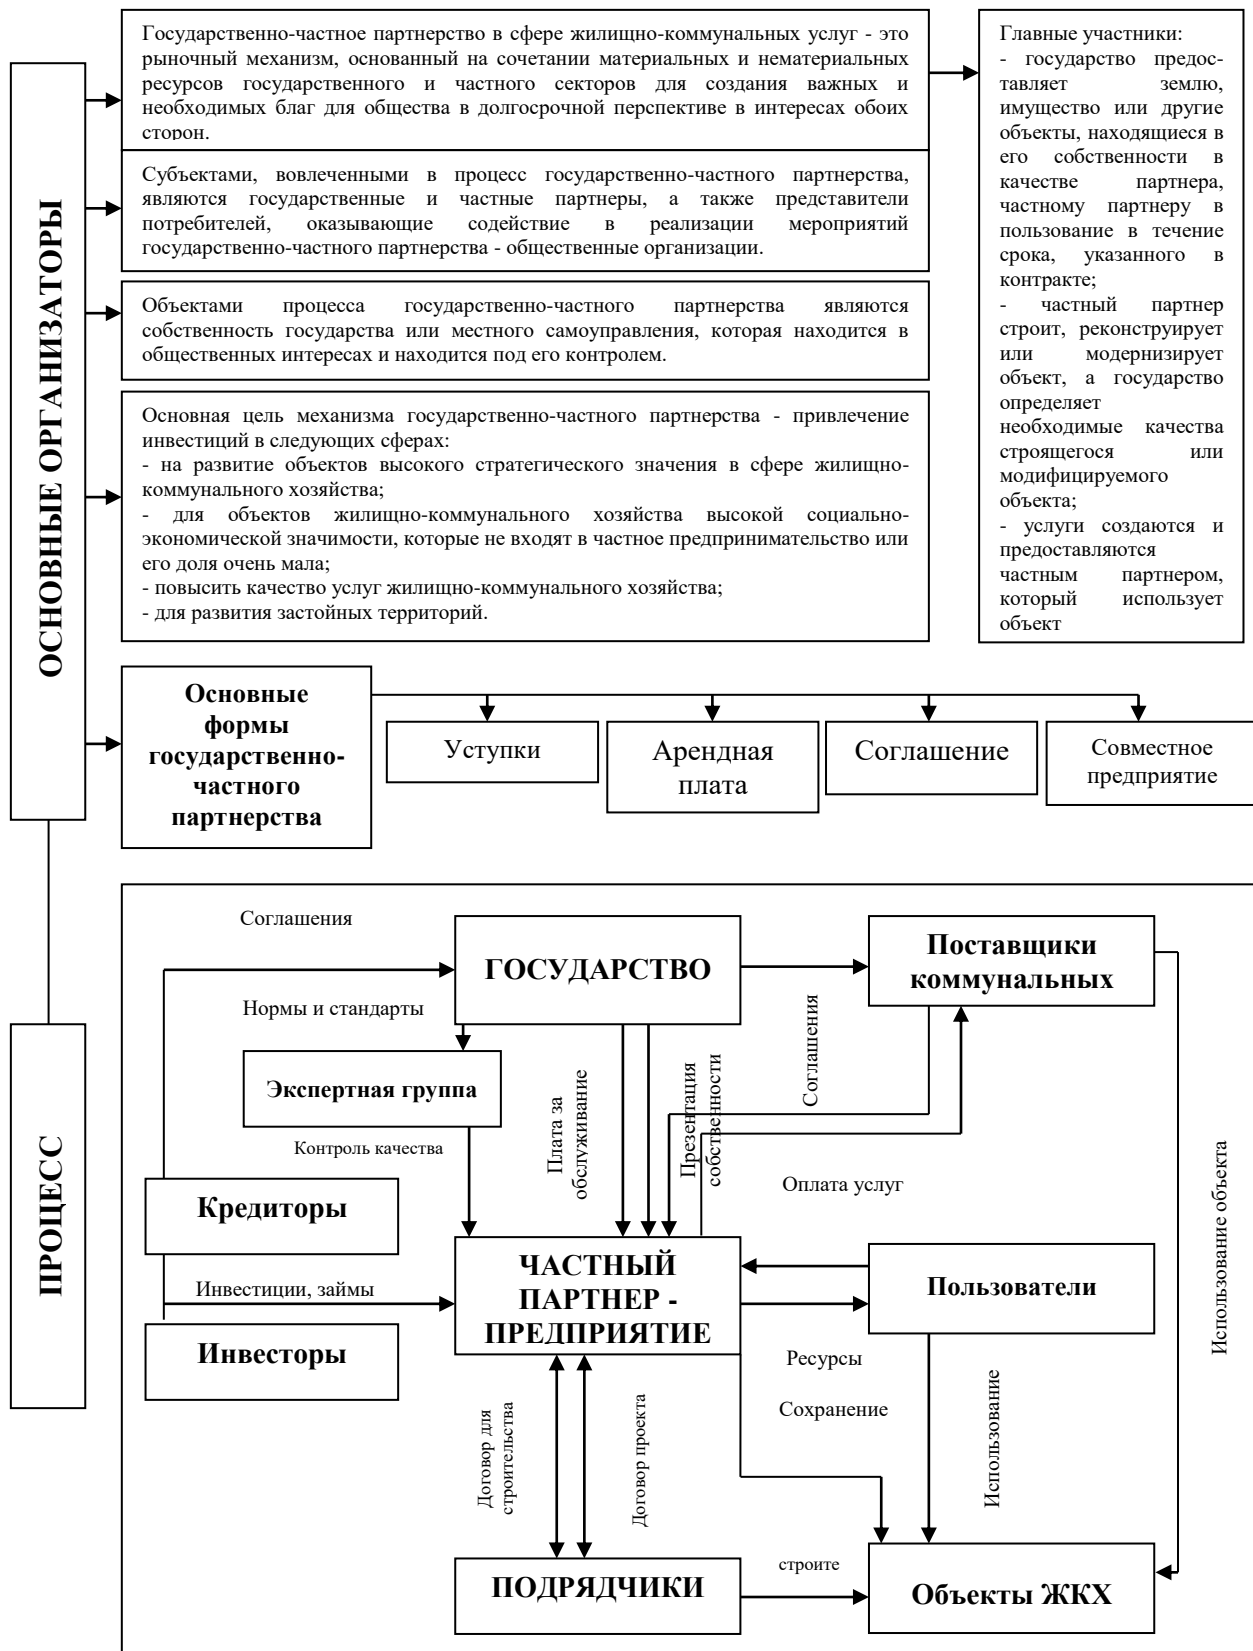 ОСНОВНЫЕ ОРГАНИЗАТОРЫ
Государственно-частное партнерство в сфере жилищно-коммунальных услуг - это
рыночный механизм, основанный на сочетании материальных и нематериальных
ресурсов государственного и частного секторов для создания важных и
необходимых благ для общества в долгосрочной перспективе в интересах обоих
сторон.
Субъектами, вовлеченными в процесс государственно-частного партнерства,
являются государственные и частные партнеры, а также представители
потребителей, оказывающие содействие в реализации мероприятий
государственно-частного партнерства - общественные организации.
Объектами процесса государственно-частного партнерства являются
собственность государства или местного самоуправления, которая находится в
общественных интересах и находится под его контролем.
Основная цель механизма государственно-частного партнерства - привлечение
инвестиций в следующих сферах:
- на развитие объектов высокого стратегического значения в сфере жилищно-
коммунального хозяйства;
- для объектов жилищно-коммунального хозяйства высокой социально-
экономической значимости, которые не входят в частное предпринимательство или
его доля очень мала;
- повысить качество услуг жилищно-коммунального хозяйства;
- для развития застойных территорий.
Главные участники:
- государство предос-
тавляет землю,
имущество или другие
объекты, находящиеся в
его собственности в
качестве партнера,
частному партнеру в
пользование в течение
срока, указанного в
контракте;
- частный партнер
строит, реконструирует
или модернизирует
объект, а государство
определяет
необходимые качества
строящегося или
модифицируемого
объекта;
- услуги создаются и
предоставляются
частным партнером,
который использует
объект
Основные
формы
государственно-
частного
партнерства
Уступки
Арендная
плата
Соглашение
Совместное
предприятие
ПРОЦЕСС
Соглашения
ГОСУДАРСТВО
Поставщики
коммунальных
Нормы и стандарты
Экспертная группа
Контроль качества
Плата за
обслуживание
Презентация
собственности
Соглашения
Оплата услуг
Использование объекта
Кредиторы
Инвестиции, займы
Инвесторы
ЧАСТНЫЙ
ПАРТНЕР -
ПРЕДПРИЯТИЕ
Пользователи
Ресурсы
Сохранение
Использование
Договор для
строительства
Договор проекта
ПОДРЯДЧИКИ
строите
Объекты ЖКХ